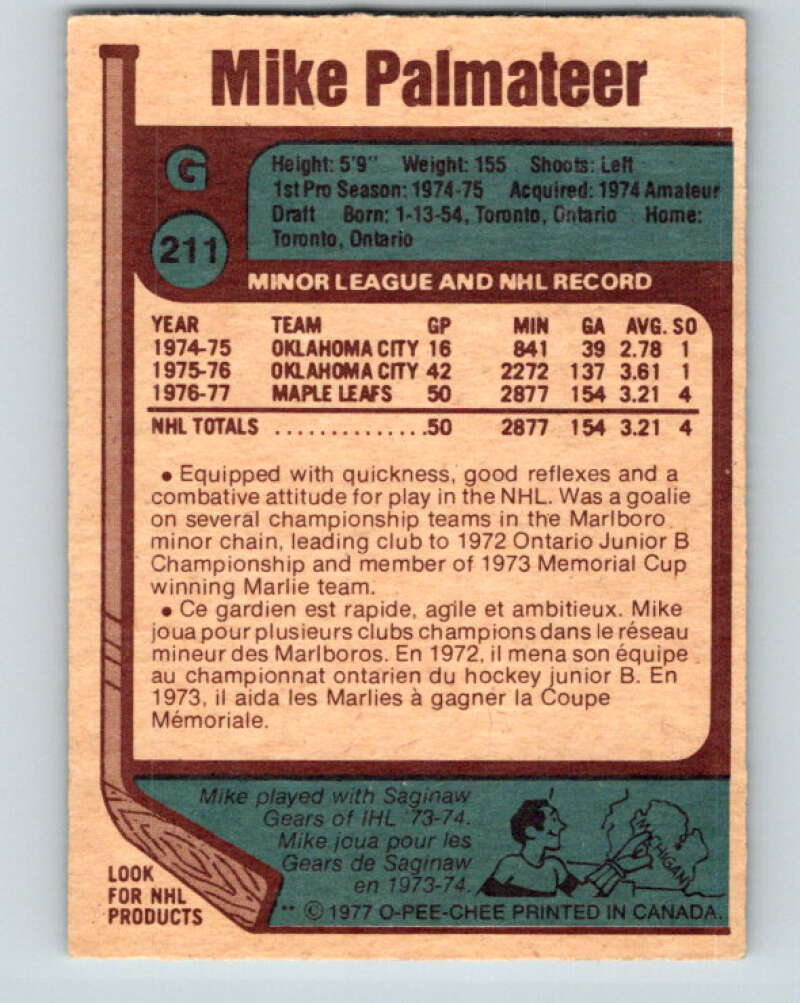 Mike Palmateer
G
Height: 5'9" Weight: 155 Shoots: Left
1st Pro Season: 1974-75 Acquired: 1974 Amateur
Draft Born: 1-13-54, Toronto, Ontario Home:
Toronto, Ontario
211
MINOR LEAGUE AND NHL RECORD
YEAR TEAM GP MIN GA AVG. SO
1974-75 OKLAHOMA CITY 16 841 39 2.78 1
1975-76 OKLAHOMA CITY 42 2272 137 3.61 1
1976-77 MAPLE LEAFS 50 2877 154 3.21 4
NHL TOTALS ..............50 2877 154 3.21 4
• Equipped with quickness, good reflexes and a
combative attitude for play in the NHL. Was a goalie
on several championship teams in the Marlboro
minor chain, leading club to 1972 Ontario Junior B
Championship and member of 1973 Memorial Cup
winning Marlie team.
• Ce gardien est rapide, agile et ambitieux. Mike
joua pour plusieurs clubs champions dans le réseau
mineur des Marlboros. En 1972, il mena son équipe
au championnat ontarien du hockey junior B. En
1973, il aida les Marlies à gagner la Coupe
Mémoriale.
Mike played with Saginaw
Gears of IHL '73-74.
Mike joua pour les
Gears de Saginaw
en 1973-74.
MICHIGAN
LOOK
FOR NHL
PRODUCTS
** © 1977 O-PEE-CHEE PRINTED IN CANADA.